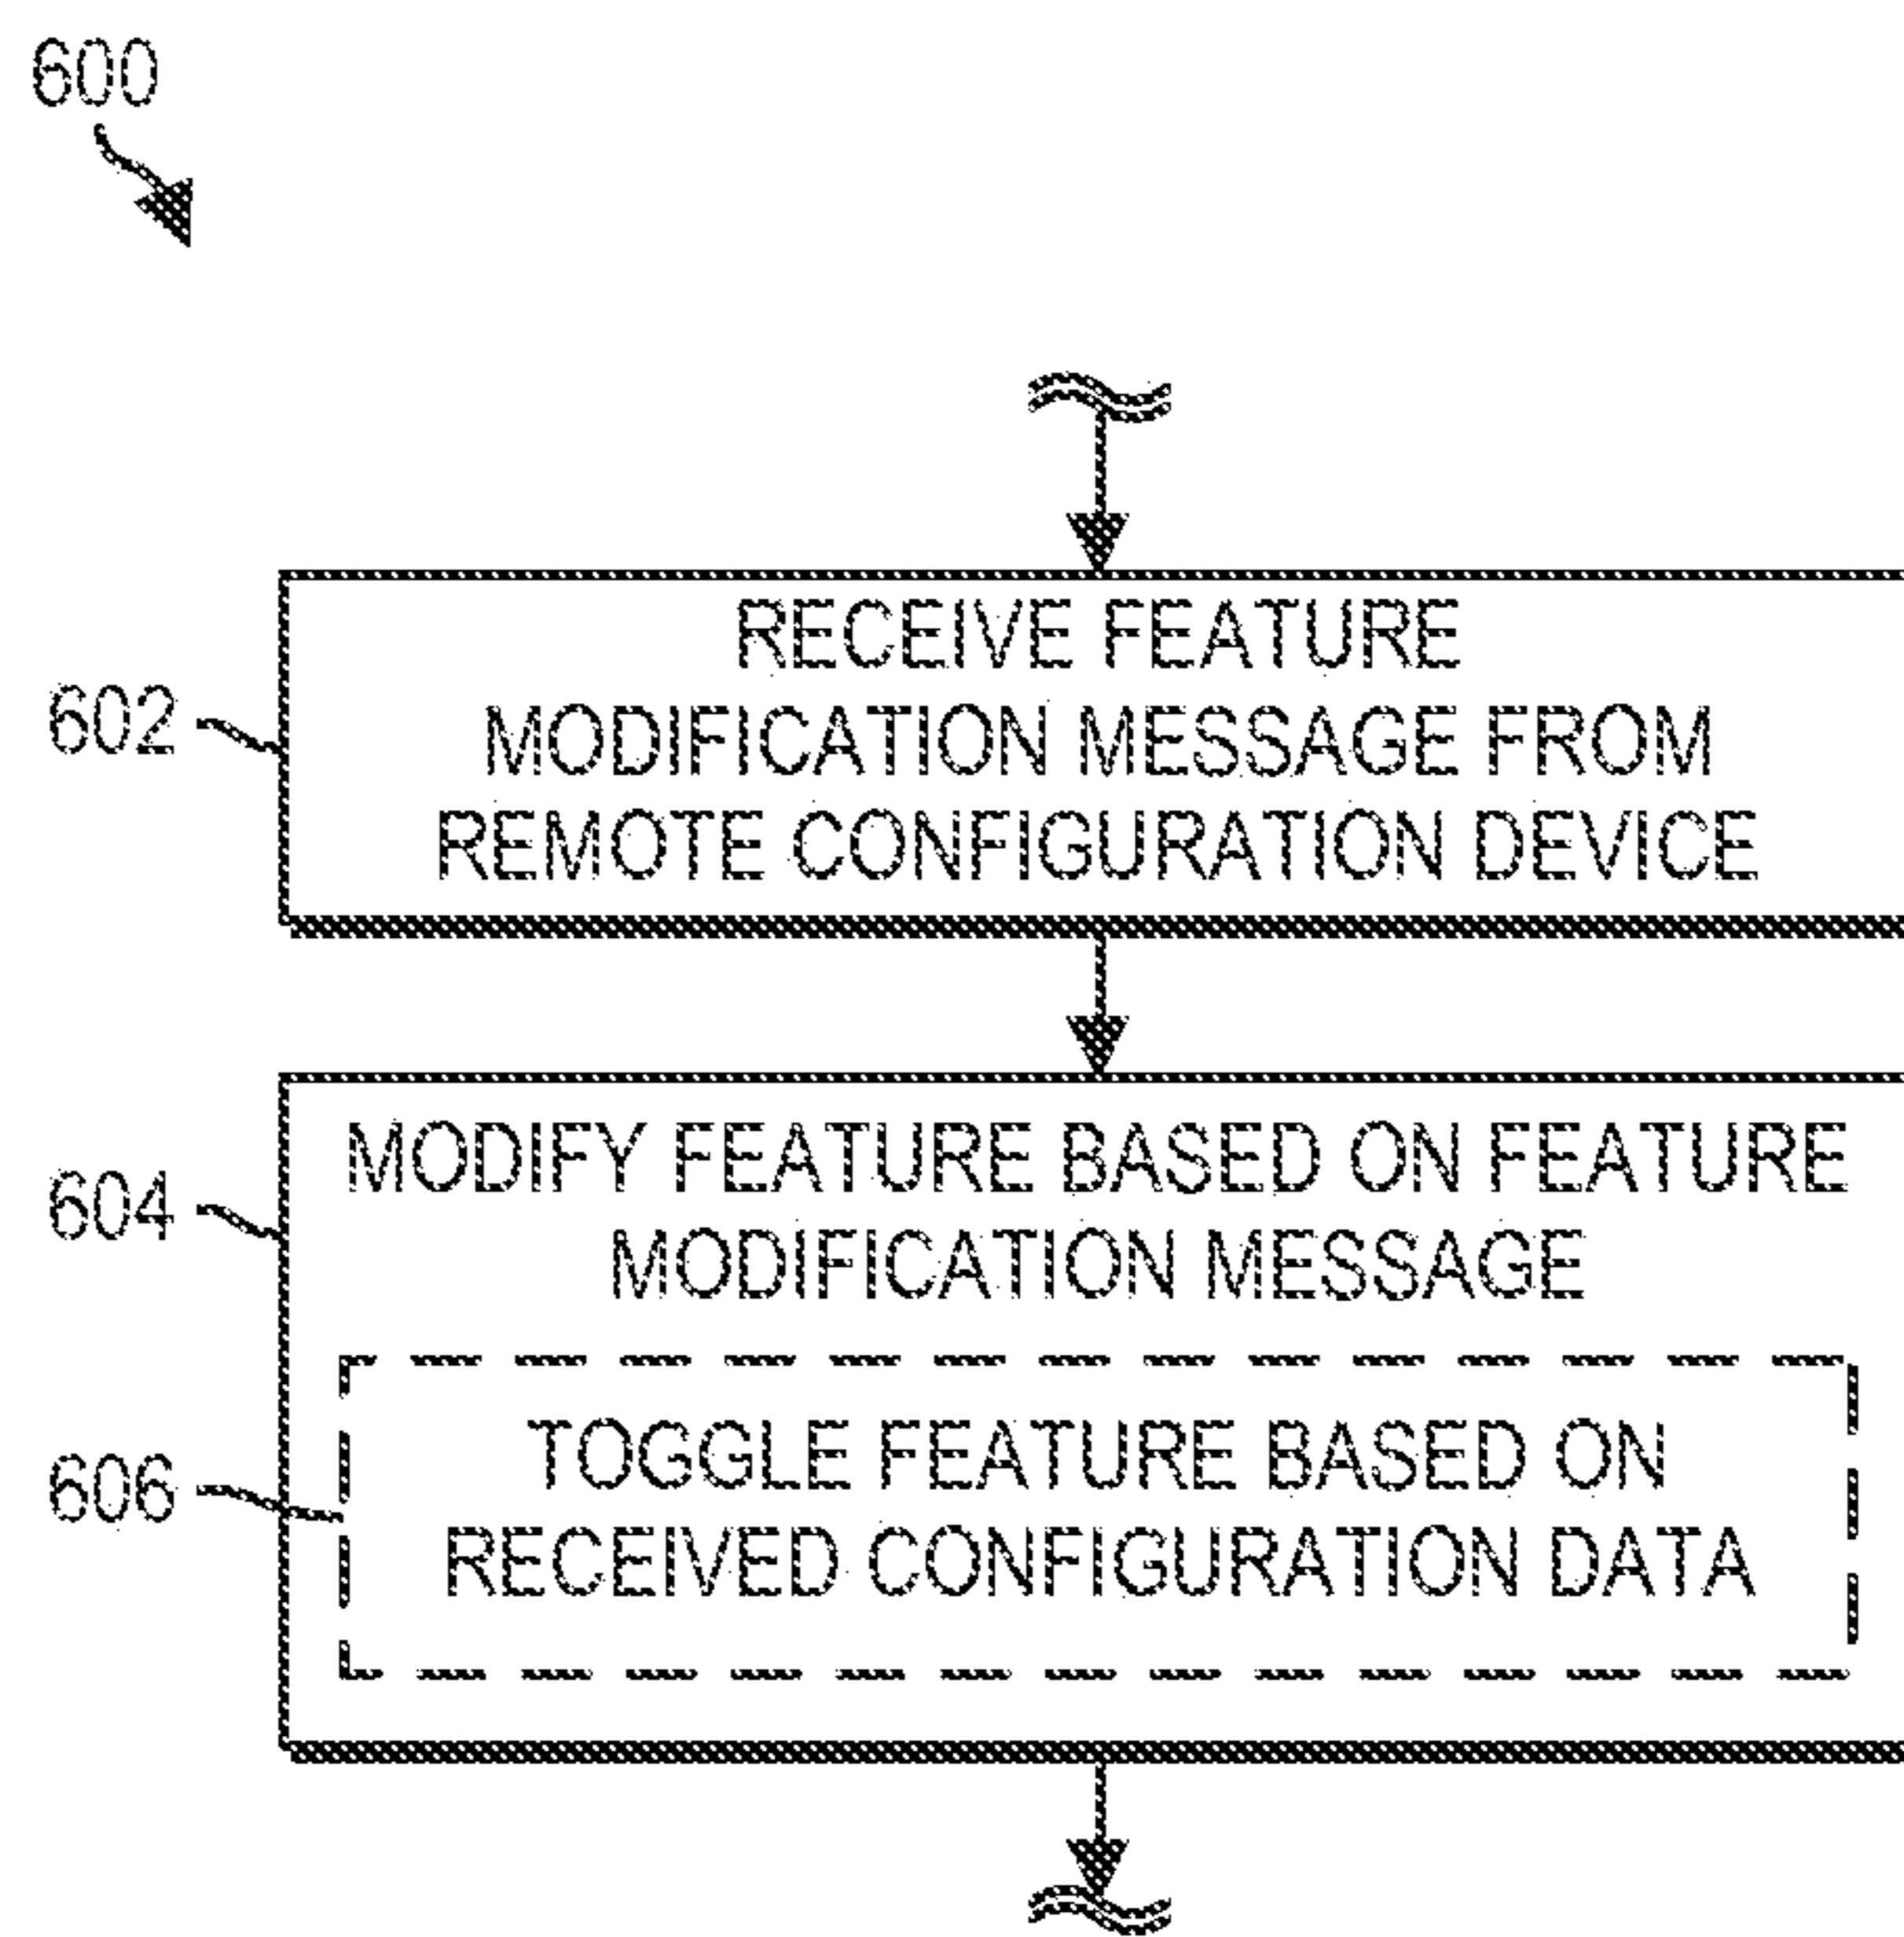 600
602
RECEIVE FEATURE
MODIFICATION MESSAGE FROM
REMOTE CONFIGURATION DEVICE
604
MODIFY FEATURE BASED ON FEATURE
MODIFICATION MESSAGE
606
TOGGLE FEATURE BASED ON
RECEIVED CONFIGURATION DATA